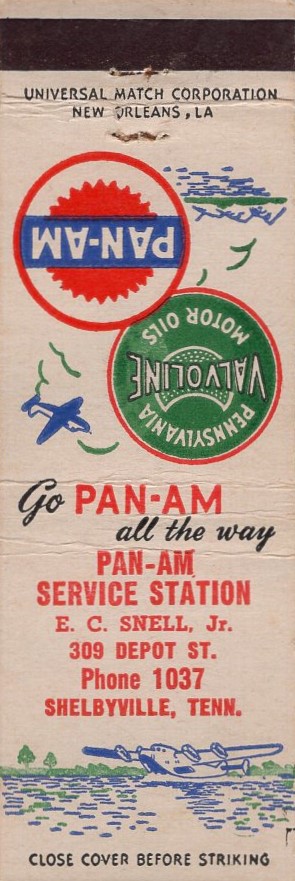 UNIVERSAL MATCH CORPORATION
NEW ORLEANS, LA
PAN-AM
PENNSYLVANIA
VALVOLINE
MOTOR OILS
Go PAN-AM
all the way
PAN-AM
SERVICE STATION
E. C. SNELL, Jr.
309 DEPOT ST.
Phone 1037
SHELBYVILLE, TENN.
CLOSE COVER BEFORE STRIKING